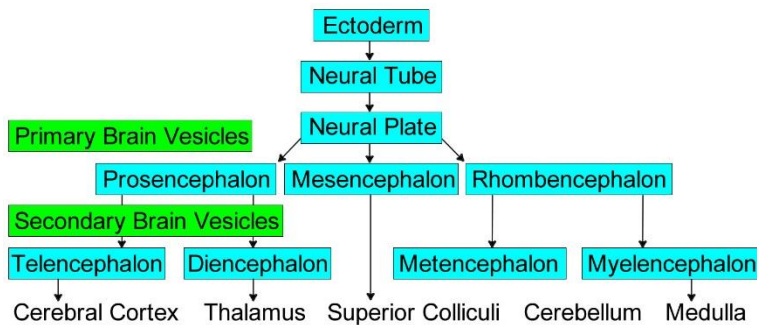 Ectoderm
Neural Tube
Neural Plate
Primary Brain Vesicles
Prosencephalon Mesencephalon Rhombencephalon
Secondary Brain Vesicles
Telencephalon Diencephalon Metencephalon Myelencephalon
Cerebral Cortex Thalamus Superior Colliculi Cerebellum Medulla